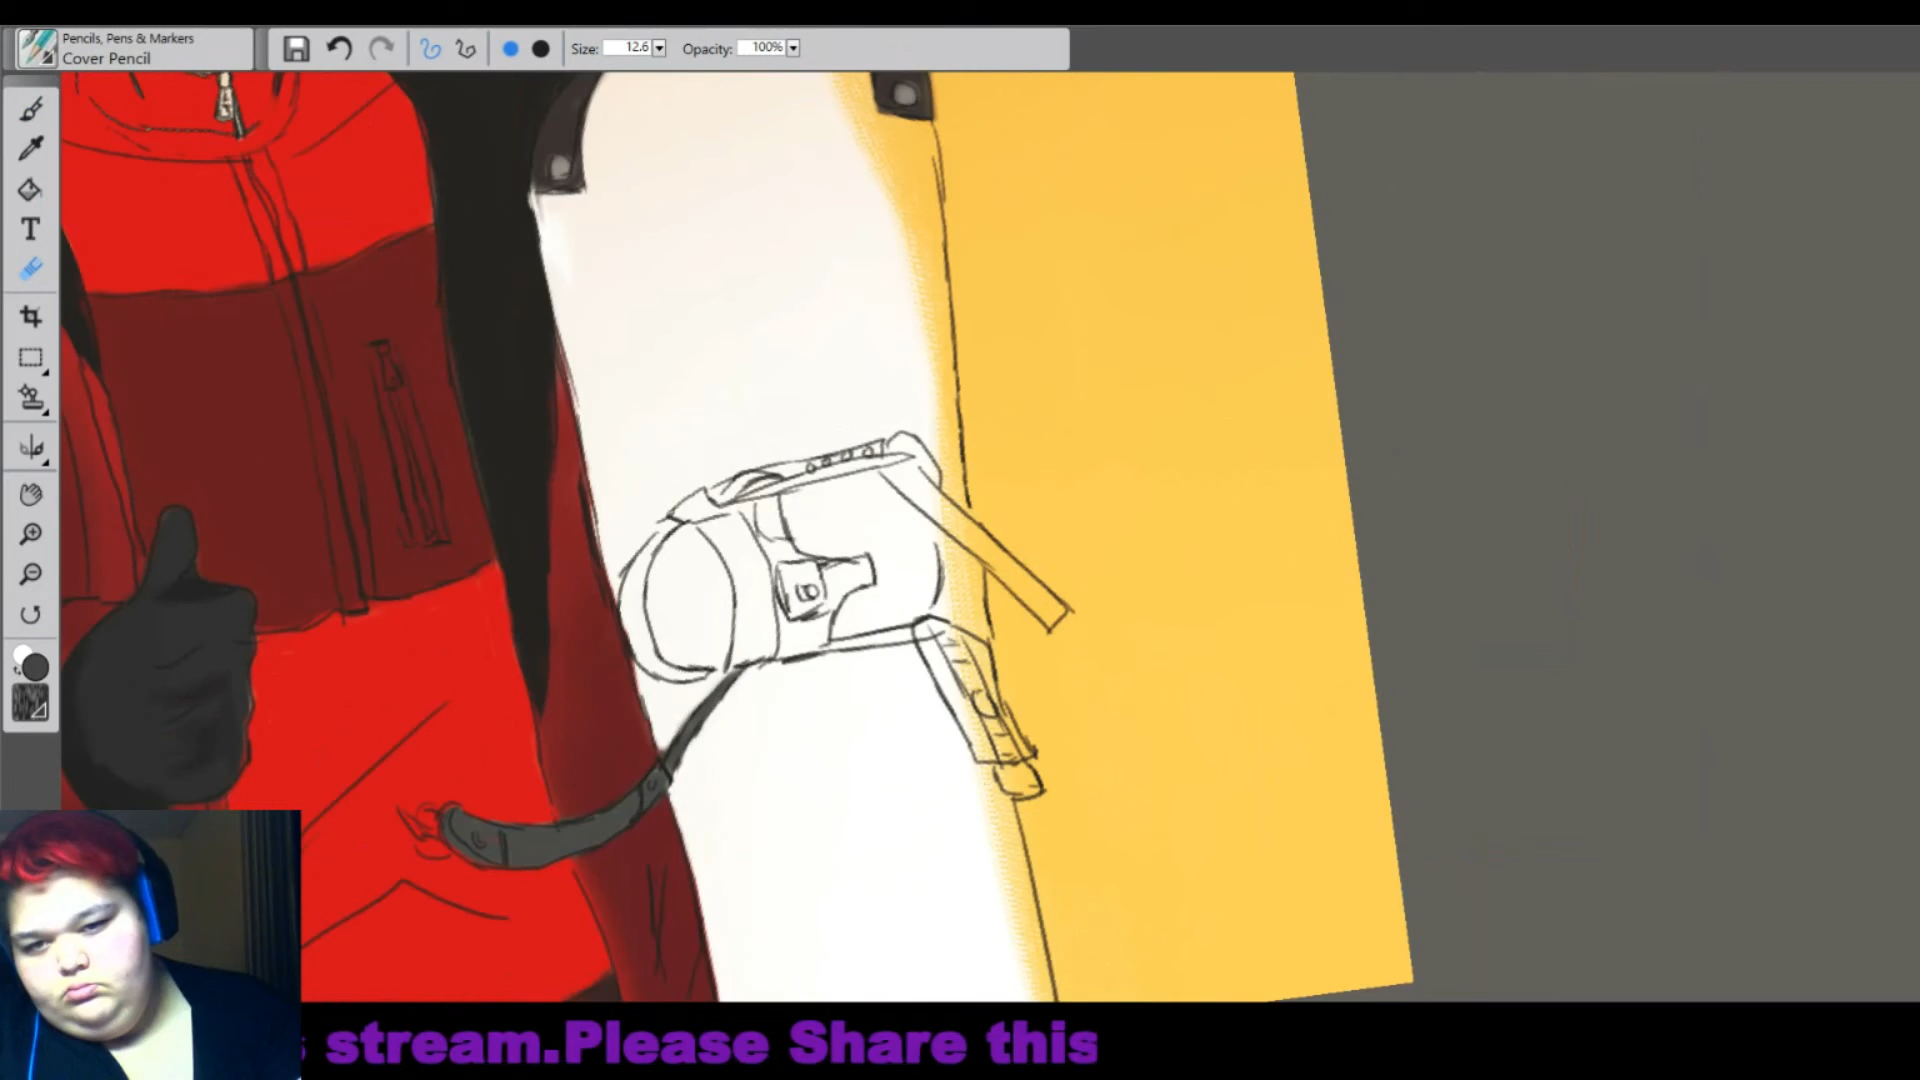 Pencils, Pens & Markers
Cover Pencil
Size: 12.6
Opacity: 100%
T
stream.Please Share this